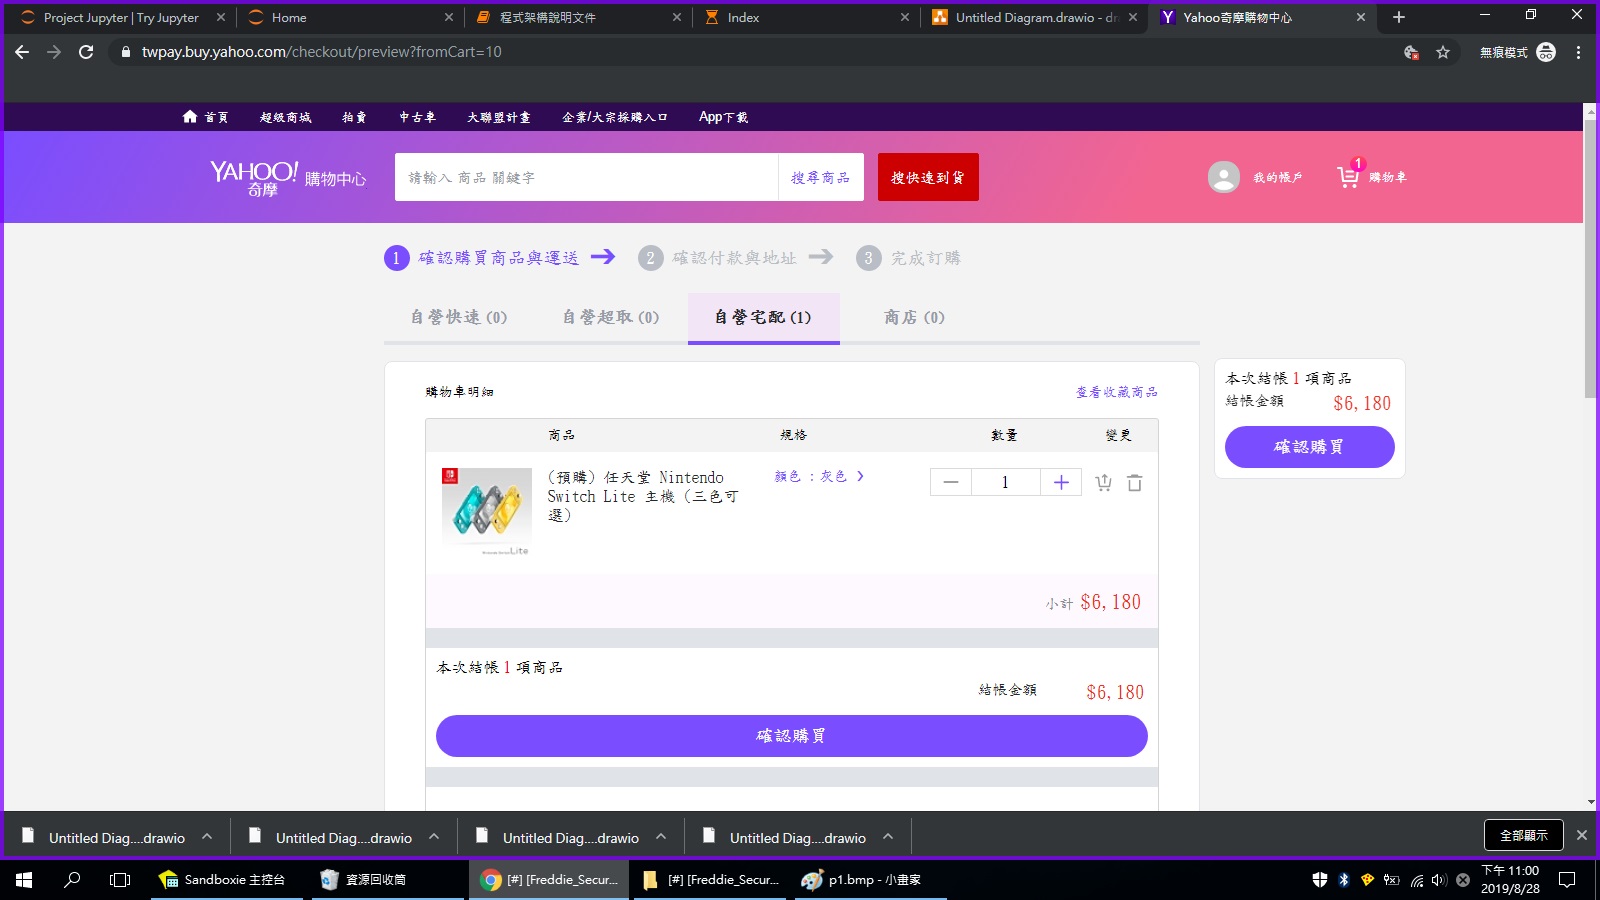 Project Jupyter | Try Jupyter
Home
程式架構說明文件
Index
Untitled Diagram.drawio - dr
Yahoo奇摩購物中心
twpay.buy.yahoo.com/checkout/preview?fromCart=10
無痕模式
首頁 超級商城 拍賣 中古車 大聯盟計畫 企業/大宗採購入口 App下載
YAHOO!
奇摩
購物中心
請輸入 商品 關鍵字
搜尋商品
搜快速到貨
我的帳戶
1
購物車
1 確認購買商品與運送 2 確認付款與地址 3 完成訂購
自營快速 (0) 自營超取 (0) 自營宅配 (1) 商店 (0)
購物車明細 查看收藏商品
商品 規格 數量 變更
(預購) 任天堂 Nintendo
Switch Lite 主機 (三色可
選)
顏色 : 灰色
1
Lite
小計 $6,180
本次結帳 1 項商品
結帳金額 $6,180
確認購買
本次結帳 1 項商品
結帳金額 $6,180
確認購買
Untitled Diag....drawio
Untitled Diag....drawio
Untitled Diag....drawio
Untitled Diag....drawio
全部顯示
Sandboxie 主控台
資源回收筒
[#] [Freddie_Secur...
[#] [Freddie_Secur...
p1.bmp - 小畫家
下午 11:00
2019/8/28